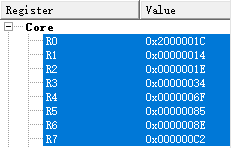 Register Value
Core
R0 0x2000001C
R1 0x00000014
R2 0x0000001E
R3 0x00000034
R4 0x0000006F
R5 0x00000085
R6 0x0000008E
R7 0x000000C2